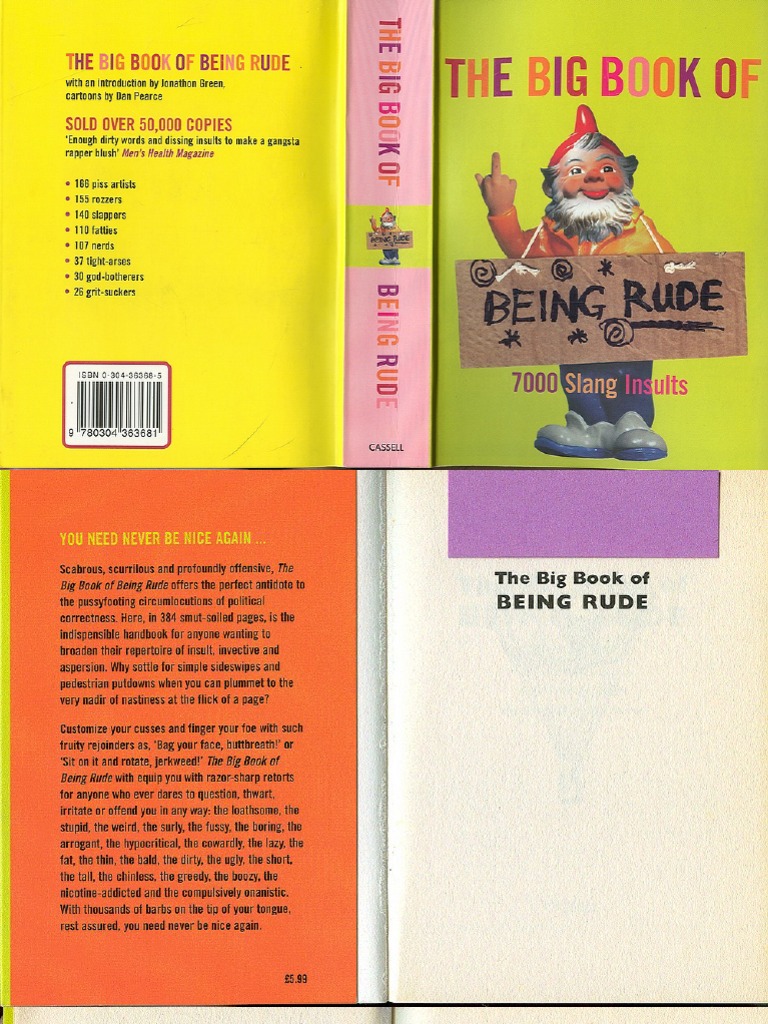 THE BIG BOOK OF BEING RUDE
with an introduction by Jonathon Green,
cartoons by Dan Pearce
SOLD OVER 50,000 COPIES
'Enough dirty words and dissing insults to make a gangsta
rapper blush' Men's Health Magazine
• 166 piss artists
• 155 rozzers
• 140 slappers
• 110 fatties
• 107 nerds
• 37 tight-arses
• 30 god-botherers
• 26 grit-suckers
ISBN 0-304-36368-5
9 780304 363681
THE BIG BOOK OF
BEING RUDE
BEING RUDE
CASSELL
THE BIG BOOK OF
BEING RUDE
7000 Slang Insults
YOU NEED NEVER BE NICE AGAIN ...
Scabrous, scurrilous and profoundly offensive, The
Big Book of Being Rude offers the perfect antidote to
the pussyfooting circumlocutions of political
correctness. Here, in 384 smut-soiled pages, is the
indispensible handbook for anyone wanting to
broaden their repertoire of insult, invective and
aspersion. Why settle for simple sideswipes and
pedestrian putdowns when you can plummet to the
very nadir of nastiness at the flick of a page?
Customize your cusses and finger your foe with such
fruity rejoinders as, 'Bag your face, buttbreath!' or
'Sit on it and rotate, jerkweed!' The Big Book of
Being Rude with equip you with razor-sharp retorts
for anyone who ever dares to question, thwart,
irritate or offend you in any way: the loathsome, the
stupid, the weird, the surly, the fussy, the boring, the
arrogant, the hypocritical, the cowardly, the lazy, the
fat, the thin, the bald, the dirty, the ugly, the short,
the tall, the chinless, the greedy, the boozy, the
nicotine-addicted and the compulsively onanistic.
With thousands of barbs on the tip of your tongue,
rest assured, you need never be nice again.
£5.99
The Big Book of
BEING RUDE